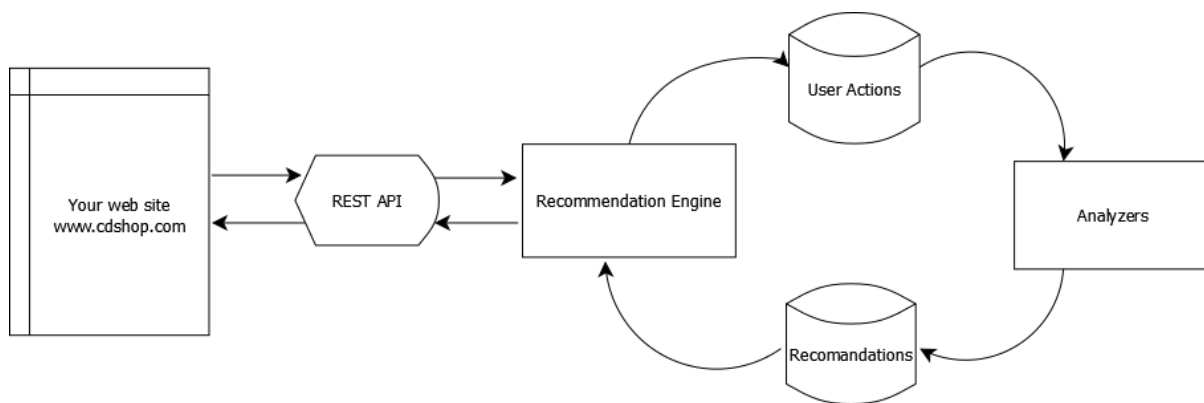 Your web site
www.cdshop.com
REST API
Recommendation Engine
User Actions
Analyzers
Recomandations